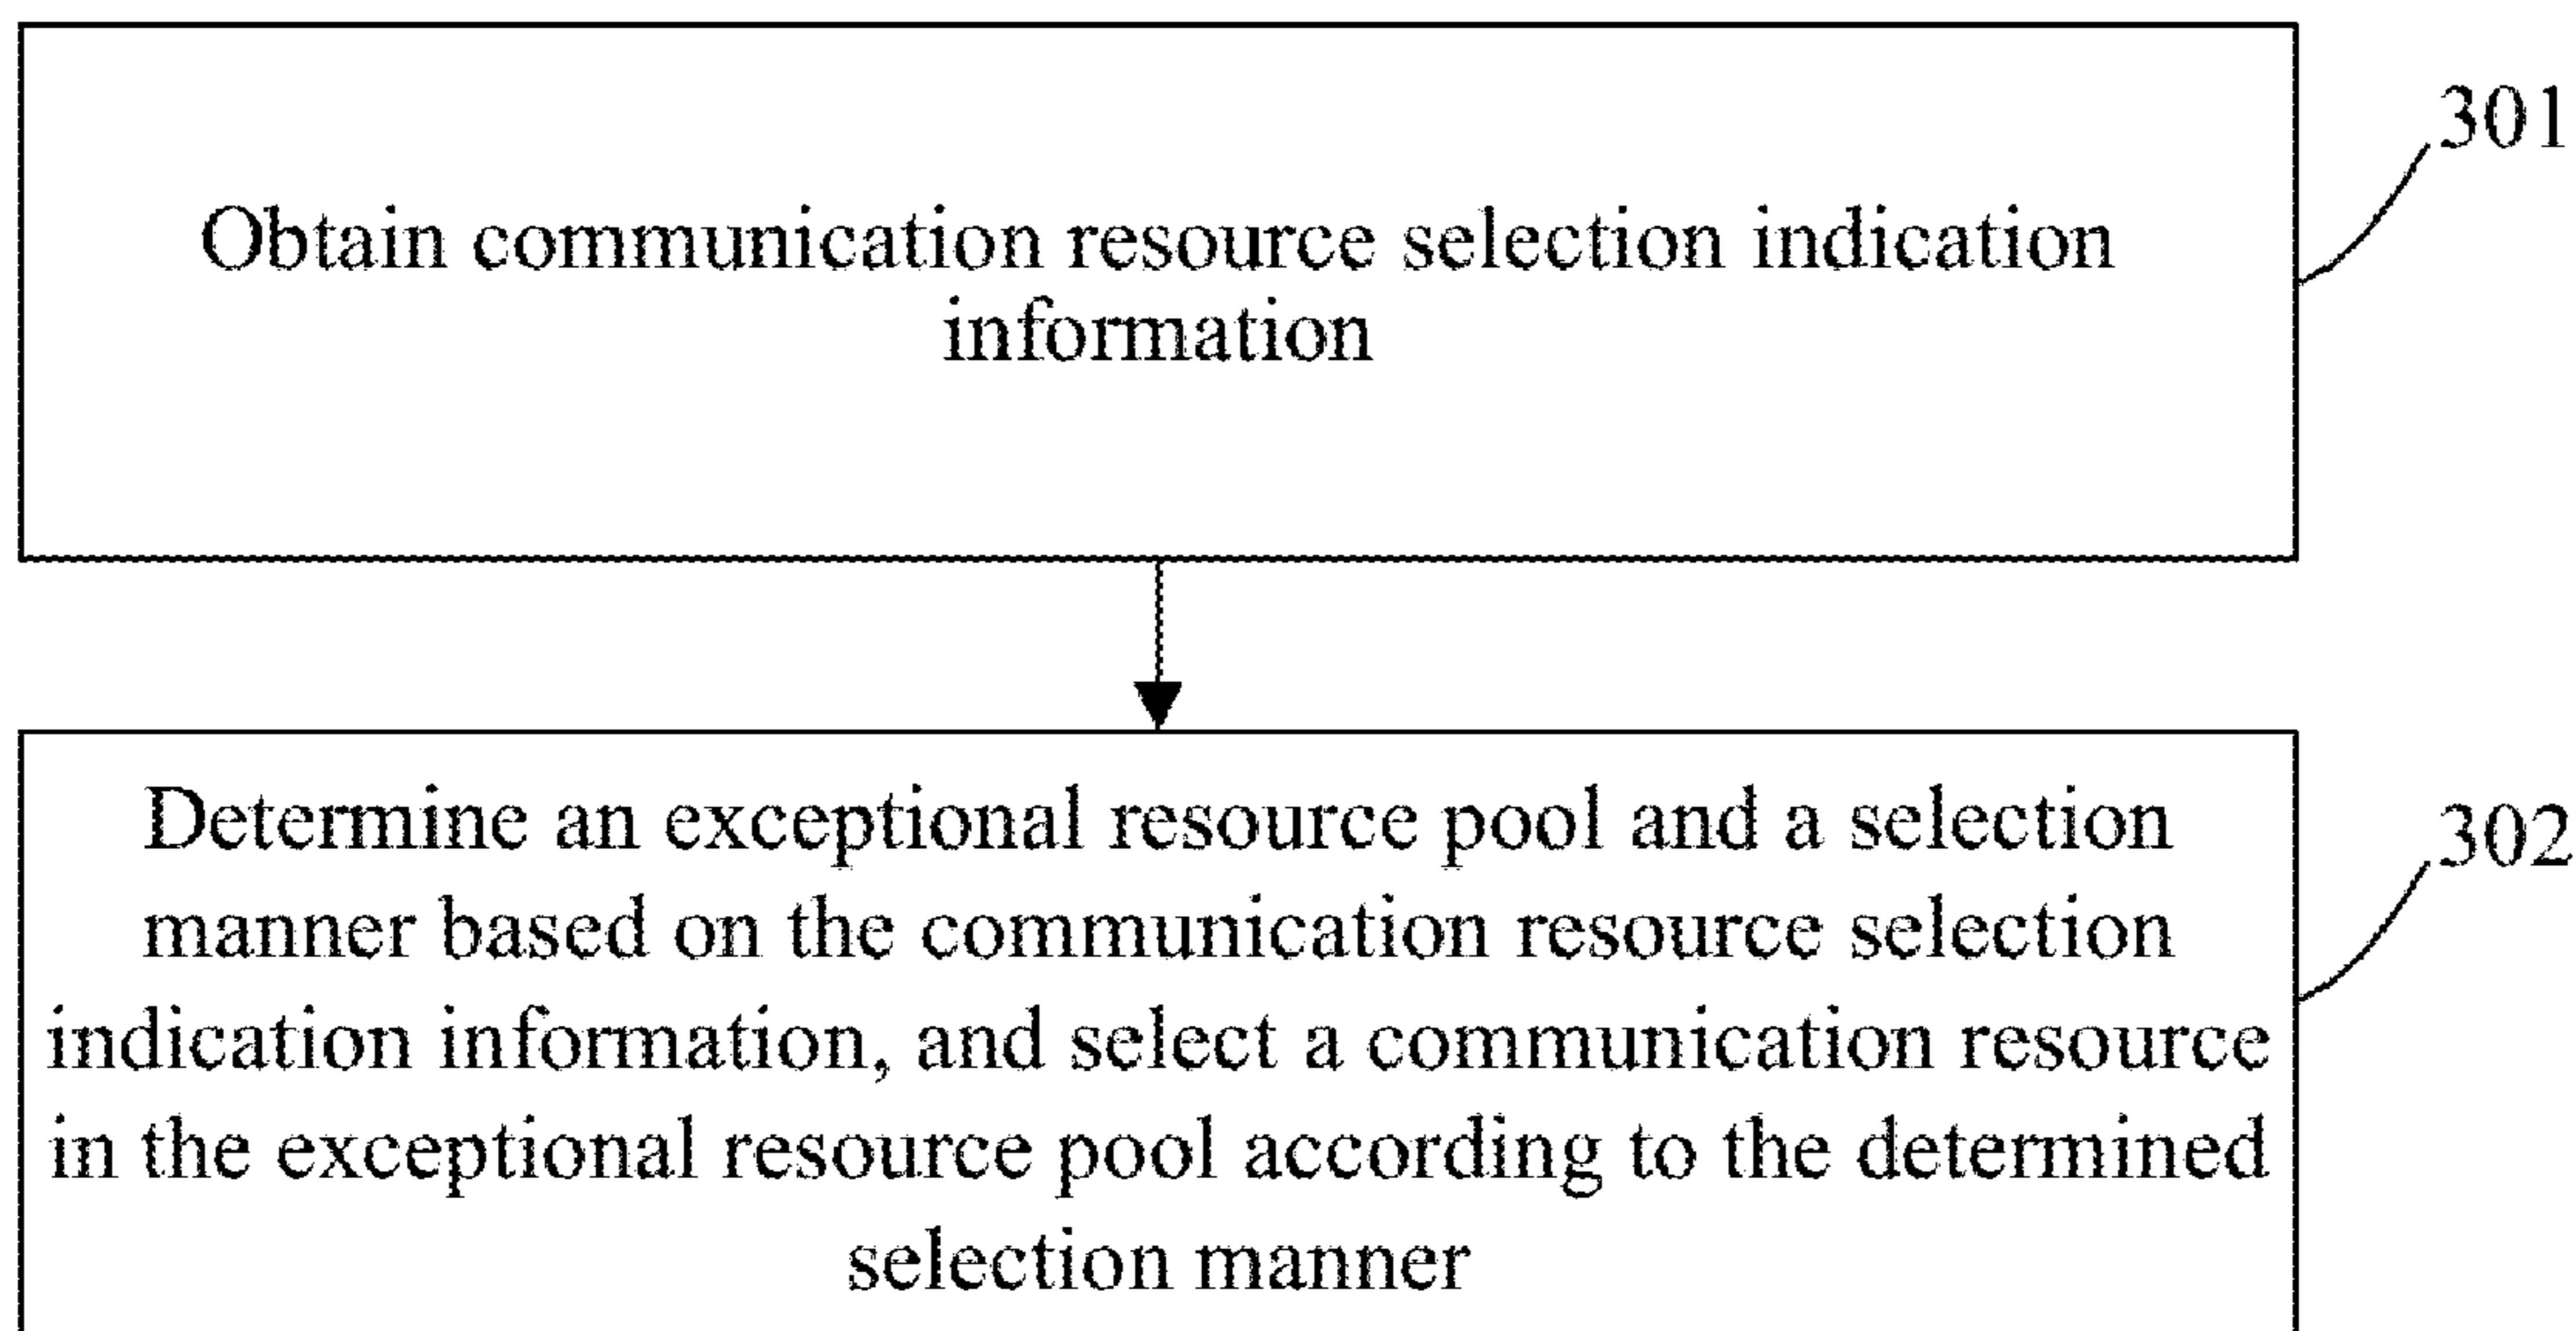 301
Obtain communication resource selection indication
information
302
Determine an exceptional resource pool and a selection
manner based on the communication resource selection
indication information, and select a communication resource
in the exceptional resource pool according to the determined
selection manner